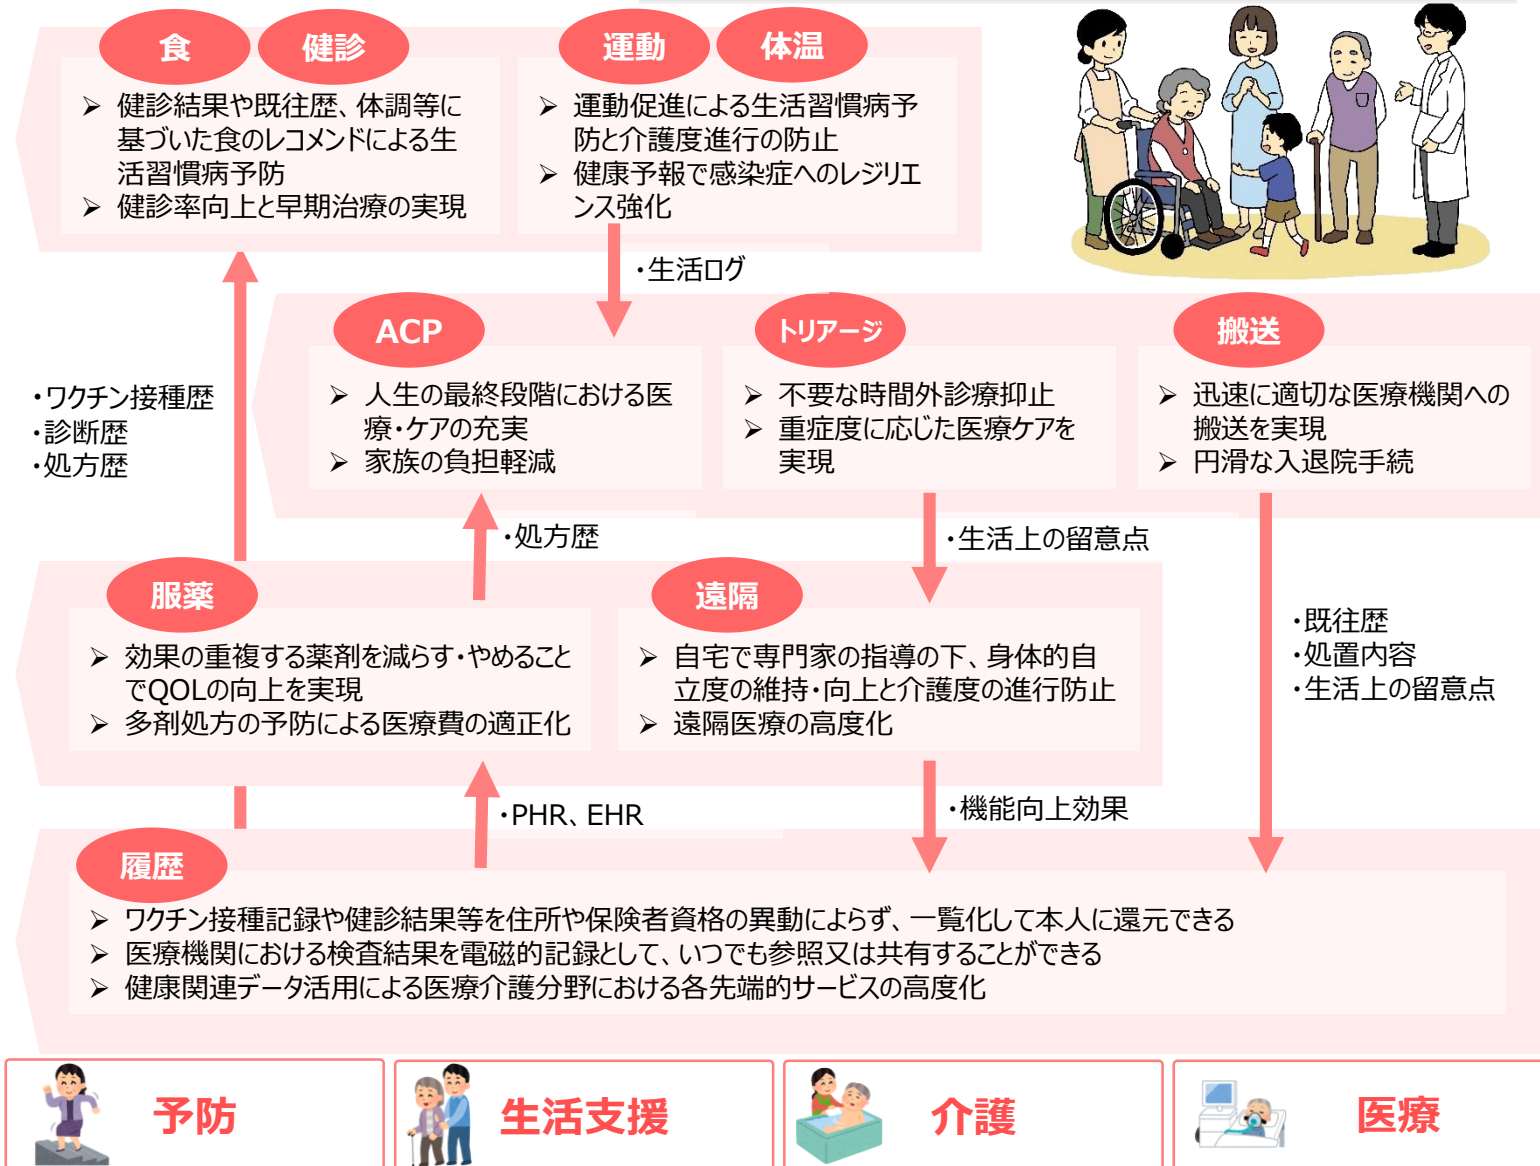 食
健診
➢ 健診結果や既往歴、体調等に
基づいた食のレコメンドによる生
活習慣病予防
➢ 健診率向上と早期治療の実現
運動
体温
➢ 運動促進による生活習慣病予
防と介護度進行の防止
➢ 健康予報で感染症へのレジリエ
ンス強化
・生活ログ
・ワクチン接種歴
・診断歴
・処方歴
ACP
➢ 人生の最終段階における医
療・ケアの充実
➢ 家族の負担軽減
トリアージ
➢ 不要な時間外診療抑止
➢ 重症度に応じた医療ケアを
実現
搬送
➢ 迅速に適切な医療機関への
搬送を実現
➢ 円滑な入退院手続
・処方歴
・生活上の留意点
服薬
➢ 効果の重複する薬剤を減らす・やめること
でQOLの向上を実現
➢ 多剤処方の予防による医療費の適正化
遠隔
➢ 自宅で専門家の指導の下、身体的自
立度の維持・向上と介護度の進行防止
➢ 遠隔医療の高度化
・既往歴
・処置内容
・生活上の留意点
・PHR、EHR
・機能向上効果
履歴
➢ ワクチン接種記録や健診結果等を住所や保険者資格の異動によらず、一覧化して本人に還元できる
➢ 医療機関における検査結果を電磁的記録として、いつでも参照又は共有することができる
➢ 健康関連データ活用による医療介護分野における各先端的サービスの高度化
予防
生活支援
介護
医療